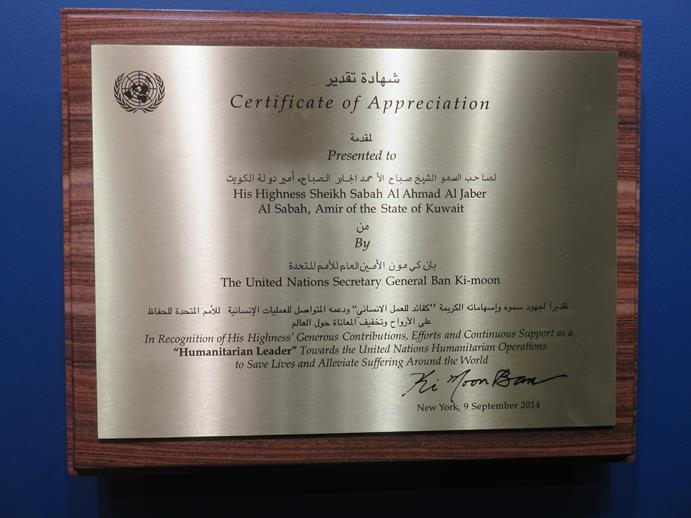 شهادة تقدير
Certificate of Appreciation
لمقدمة
Presented to
لصاحب السمو الشيخ صباح الأحمد الجابر الصباح، أمير دولة الكويت
His Highness Sheikh Sabah Al Ahmad Al Jaber
Al Sabah, Amir of the State of Kuwait
من
By
بان كي مون الأمين العام للأمم المتحدة
The United Nations Secretary General Ban Ki-moon
تقديراً لجهود سموه وإسهاماته الكريمة "كقائد للعمل الانساني" ودعمه المتواصل للعمليات الإنسانية للأمم المتحدة للحفاظ
على الأرواح وتخفيف المعاناة حول العالم
In Recognition of His Highness' Generous Contributions, Efforts and Continuous Support as a
"Humanitarian Leader" Towards the United Nations Humanitarian Operations
to Save Lives and Alleviate Suffering Around the World
Ki Moon Ban
New York, 9 September 2014